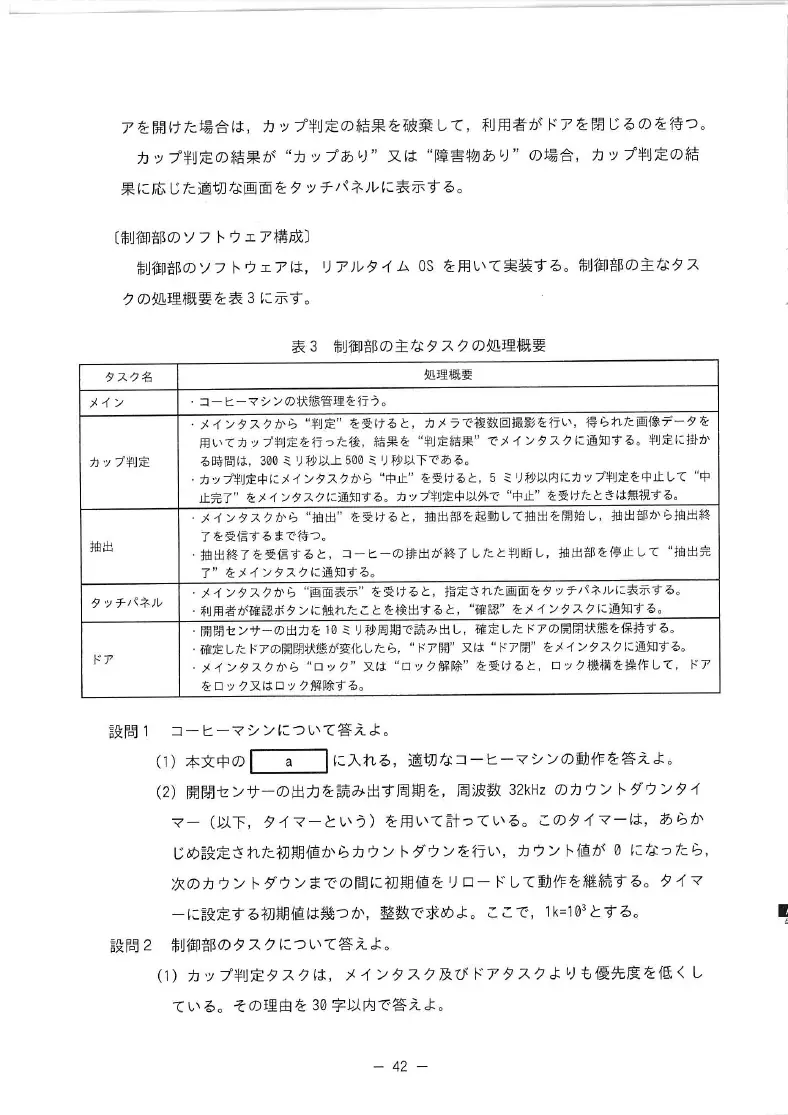 アを開けた場合は，カップ判定の結果を破棄して，利用者がドアを閉じるのを待つ。
カップ判定の結果が“カップあり”又は“障害物あり”の場合，カップ判定の結
果に応じた適切な画面をタッチパネルに表示する。
〔制御部のソフトウェア構成〕
制御部のソフトウェアは，リアルタイム OS を用いて実装する。制御部の主なタス
クの処理概要を表3に示す。
表3 制御部の主なタスクの処理概要
タスク名 処理概要
メイン ・コーヒーマシンの状態管理を行う。
カップ判定 ・メインタスクから“判定”を受けると，カメラで複数回撮影を行い，得られた画像データを
用いてカップ判定を行った後，結果を“判定結果”でメインタスクに通知する。判定に掛か
る時間は，300 ミリ秒以上 500 ミリ秒以下である。
・カップ判定中にメインタスクから“中止”を受けると，5 ミリ秒以内にカップ判定を中止して“中
止完了”をメインタスクに通知する。カップ判定中以外で“中止”を受けたときは無視する。
抽出 ・メインタスクから“抽出”を受けると，抽出部を起動して抽出を開始し，抽出部から抽出終
了を受信するまで待つ。
・抽出終了を受信すると，コーヒーの排出が終了したと判断し，抽出部を停止して“抽出完
了”をメインタスクに通知する。
タッチパネル ・メインタスクから“画面表示”を受けると，指定された画面をタッチパネルに表示する。
・利用者が確認ボタンに触れたことを検出すると，“確認”をメインタスクに通知する。
ドア ・開閉センサーの出力を 10 ミリ秒周期で読み出し，確定したドアの開閉状態を保持する。
・確定したドアの開閉状態が変化したら，“ドア開”又は“ドア閉”をメインタスクに通知する。
・メインタスクから“ロック”又は“ロック解除”を受けると，ロック機構を操作して，ドア
をロック又はロック解除する。
設問1 コーヒーマシンについて答えよ。
(1) 本文中の a に入れる，適切なコーヒーマシンの動作を答えよ。
(2) 開閉センサーの出力を読み出す周期を，周波数 32kHz のカウントダウンタイ
マー（以下，タイマーという）を用いて計っている。このタイマーは，あらか
じめ設定された初期値からカウントダウンを行い，カウント値が 0 になったら，
次のカウントダウンまでの間に初期値をリロードして動作を継続する。タイマ
ーに設定する初期値は幾つか，整数で求めよ。ここで，1k=10³とする。
設問2 制御部のタスクについて答えよ。
(1) カップ判定タスクは，メインタスク及びドアタスクよりも優先度を低くし
ている。その理由を 30 字以内で答えよ。
－ 42 －